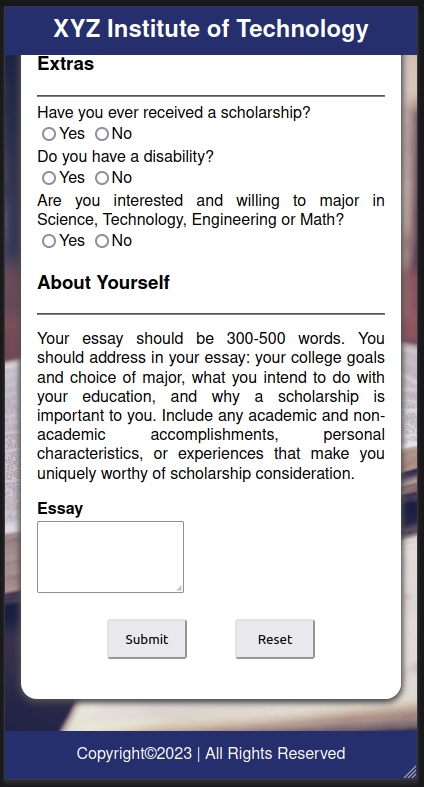 XYZ Institute of Technology
Extras
Have you ever received a scholarship?
Yes No
Do you have a disability?
Yes No
Are you interested and willing to major in
Science, Technology, Engineering or Math?
Yes No
About Yourself
Your essay should be 300-500 words. You
should address in your essay: your college goals
and choice of major, what you intend to do with
your education, and why a scholarship is
important to you. Include any academic and non-
academic accomplishments, personal
characteristics, or experiences that make you
uniquely worthy of scholarship consideration.
Essay
Submit Reset
Copyright©2023 | All Rights Reserved